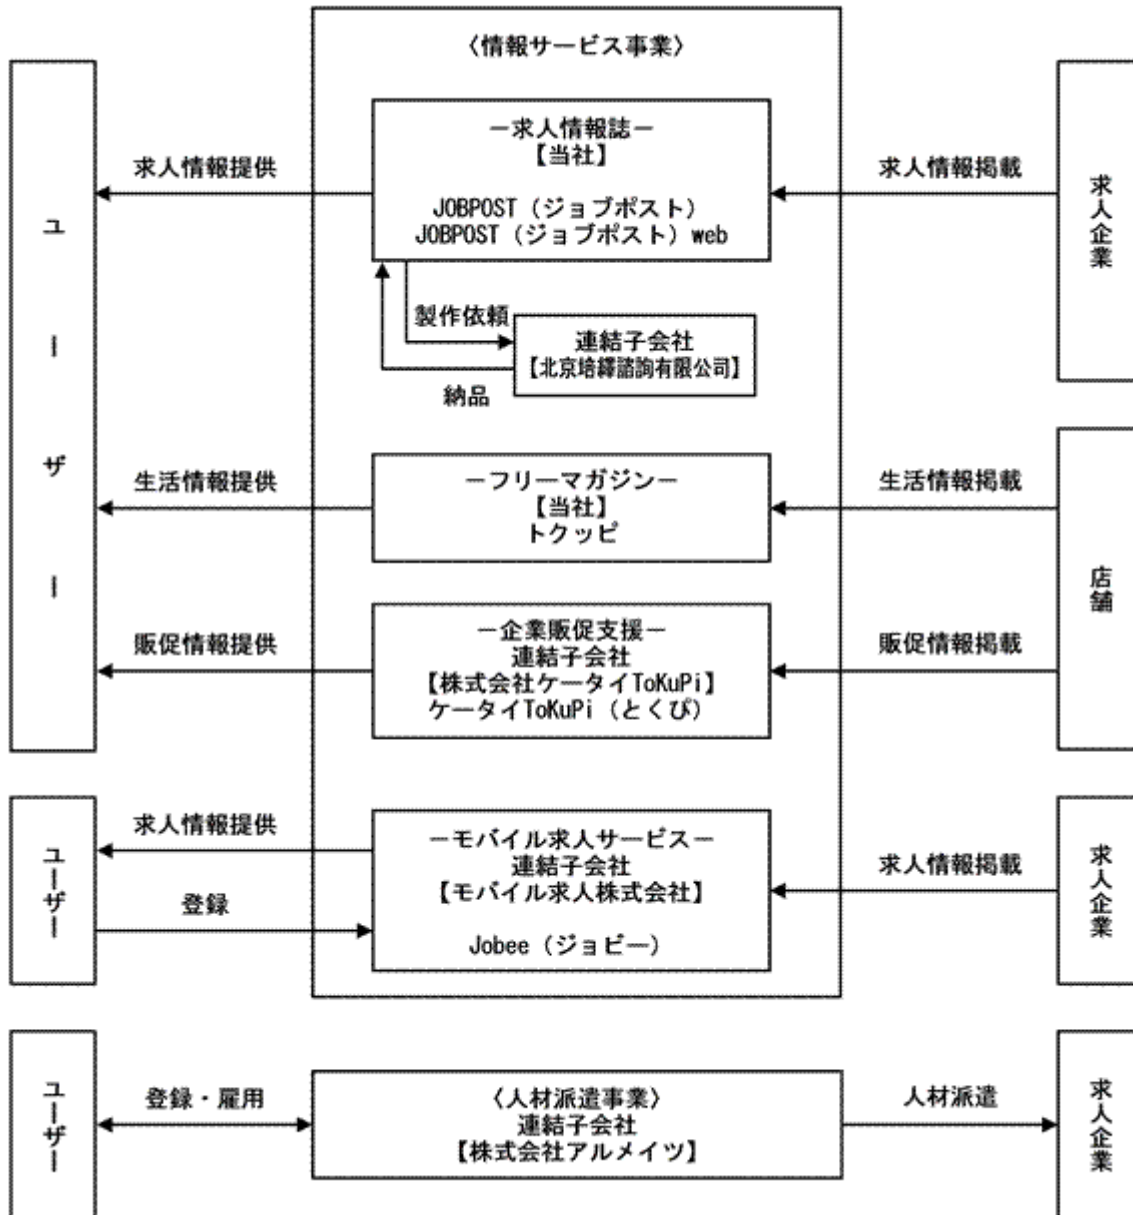 〈情報サービス事業〉
ユーザー
求人情報提供
－求人情報誌－
【当社】
JOBPOST（ジョブポスト）
JOBPOST（ジョブポスト）web
求人情報掲載
求人企業
製作依頼
連結子会社
【北京培繹諮詢有限公司】
納品
生活情報提供
－フリーマガジン－
【当社】
トクッピ
生活情報掲載
店舗
販促情報提供
－企業販促支援－
連結子会社
【株式会社ケータイToKuPi】
ケータイToKuPi（とくぴ）
販促情報掲載
ユーザー
求人情報提供
登録
－モバイル求人サービス－
連結子会社
【モバイル求人株式会社】
Jobee（ジョビー）
求人情報掲載
求人企業
ユーザー
登録・雇用
〈人材派遣事業〉
連結子会社
【株式会社アルメイツ】
人材派遣
求人企業